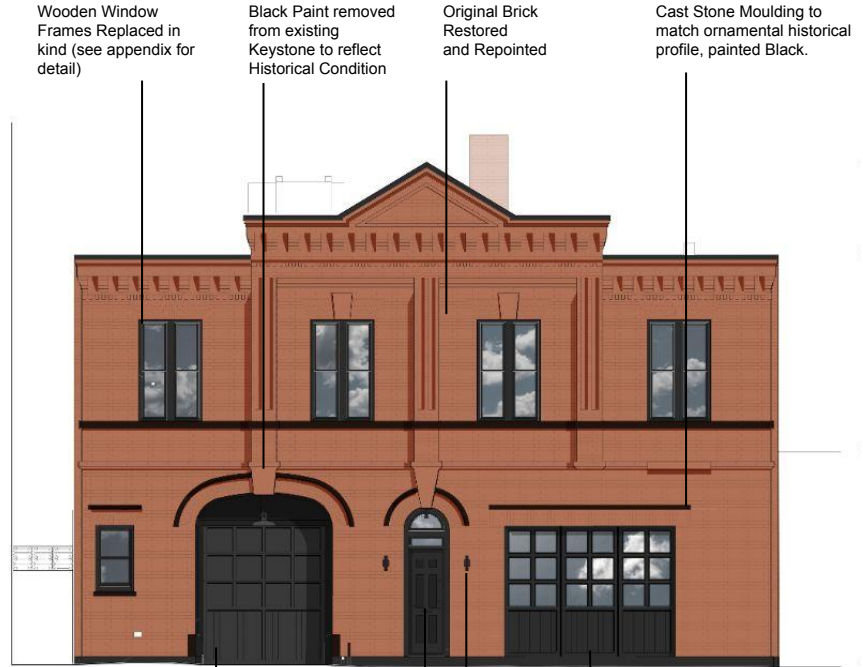 Wooden Window
Frames Replaced in
kind (see appendix for
detail)
Black Paint removed
from existing
Keystone to reflect
Historical Condition
Original Brick
Restored
and Repointed
Cast Stone Moulding to
match ornamental historical
profile, painted Black.